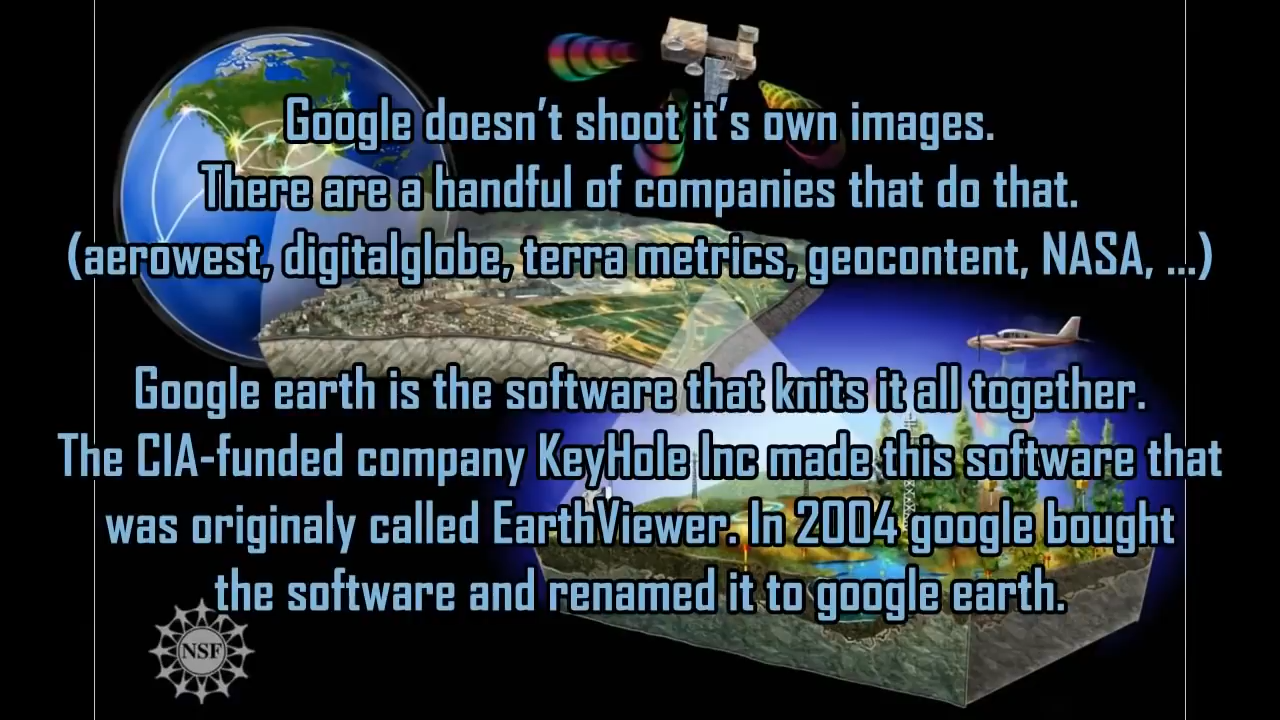 Google doesn’t shoot it’s own images.
There are a handful of companies that do that.
(aerowest, digitalglobe, terra metrics, geocontent, NASA, ...)
Google earth is the software that knits it all together.
The CIA-funded company KeyHole Inc made this software that
was originaly called EarthViewer. In 2004 google bought
the software and renamed it to google earth.
NSF